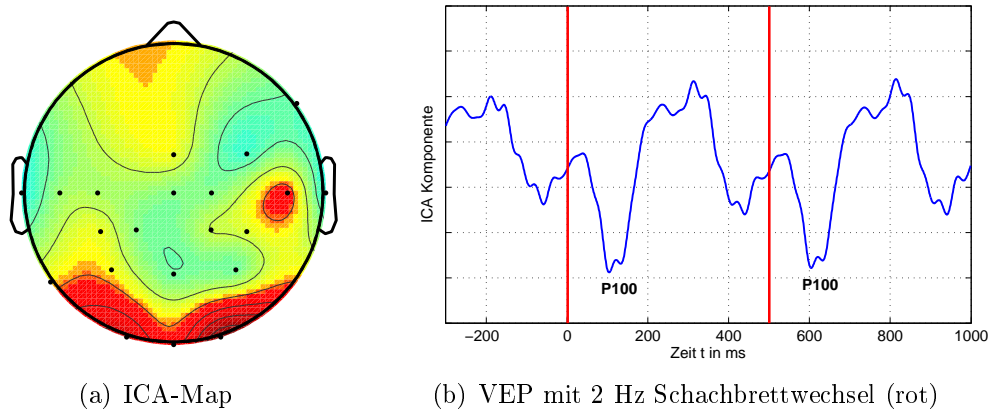 ICA Komponente
P100
P100
−200
0
200
400
600
800
1000
Zeit t in ms
(a) ICA-Map
(b) VEP mit 2 Hz Schachbrettwechsel (rot)